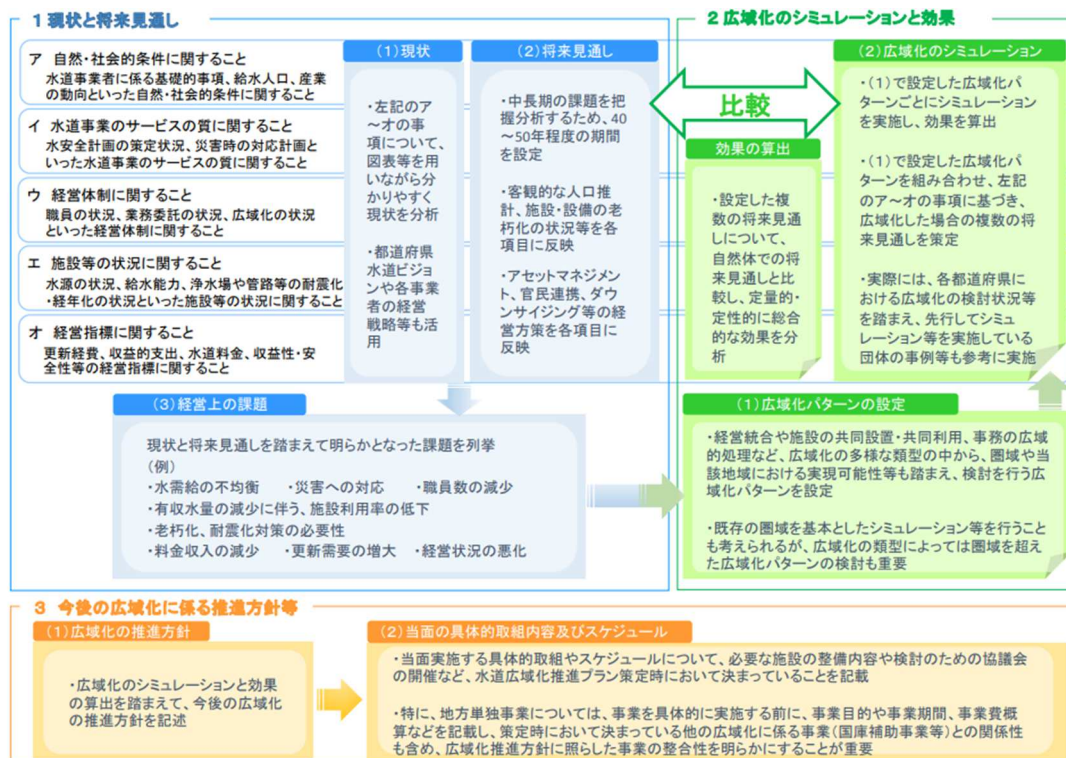 1 現状と将来見通し
ア 自然・社会的条件に関すること
水道事業者に係る基礎的事項、給水人口、産業
の動向といった自然・社会的条件に関すること
イ 水道事業のサービスの質に関すること
水安全計画の策定状況、災害時の対応計画と
いった水道事業のサービスの質に関すること
ウ 経営体制に関すること
職員の状況、業務委託の状況、広域化の状況
といった経営体制に関すること
エ 施設等の状況に関すること
水源の状況、給水能力、浄水場や管路等の耐震化
・経年化の状況といった施設等の状況に関すること
オ 経営指標に関すること
更新経費、収益的支出、水道料金、収益性・安
全性等の経営指標に関すること
(1)現状
・左記のア
～オの事
項について、
図表等を用
いながら分
かりやすく
現状を分析
・都道府県
水道ビジョ
ンや各事
業者の経営
戦略等も活
用
(2)将来見通し
・中長期の課題を把
握分析するため、40
～50年程度の期間
を設定
・客観的な人口推
計、施設・設備の老
朽化の状況等を各
項目に反映
・アセットマネジメン
ト、官民連携、ダウ
ンサイジング等の経
営方策を各項目に
反映
(3)経営上の課題
現状と将来見通しを踏まえて明らかとなった課題を列挙
(例)
・水需給の不均衡 ・災害への対応 ・職員数の減少
・有収水量の減少に伴う、施設利用率の低下
・老朽化、耐震化対策の必要性
・料金収入の減少 ・更新需要の増大 ・経営状況の悪化
2 広域化のシミュレーションと効果
比較
効果の算出
・設定した複
数の将来見通
しについて、
自然体での将
来見通しと比
較し、定量的・
定性的に総合
的な効果を分
析
(2)広域化のシミュレーション
・(1)で設定した広域化パ
ターンごとにシミュレーション
を実施し、効果を算出
・(1)で設定した広域化パ
ターンを組み合わせ、左記
のア～オの事項に基づき、
広域化した場合の複数の将
来見通しを策定
・実際には、各都道府県に
おける広域化の検討状況等
を踏まえ、先行してシミュ
レーション等を実施している
団体の事例等も参考に実施
(1)広域化パターンの設定
・経営統合や施設の共同設置・共同利用、事務の広域
的処理など、広域化の多様な類型の中から、圏域や当
該地域における実現可能性等も踏まえ、検討を行う広
域化パターンを設定
・既存の圏域を基本としたシミュレーション等を行うこと
も考えられるが、広域化の類型によっては圏域を超え
た広域化パターンの検討も重要
3 今後の広域化に係る推進方針等
(1)広域化の推進方針
・広域化のシミュレーションと効果
の算出を踏まえて、今後の広域化
の推進方針を記述
(2)当面の具体的取組内容及びスケジュール
・当面実施する具体的取組やスケジュールについて、必要な施設の整備内容や検討のための協議会
の開催など、水道広域化推進プラン策定時において決まっていることを記載
・特に、地方単独事業については、事業を具体的に実施する前に、事業目的や事業期間、事業費概
算などを記載し、策定時において決まっている他の広域化に係る事業(国庫補助事業等)との関係性
も含め、広域化推進方針に照らした事業の整合性を明らかにすることが重要